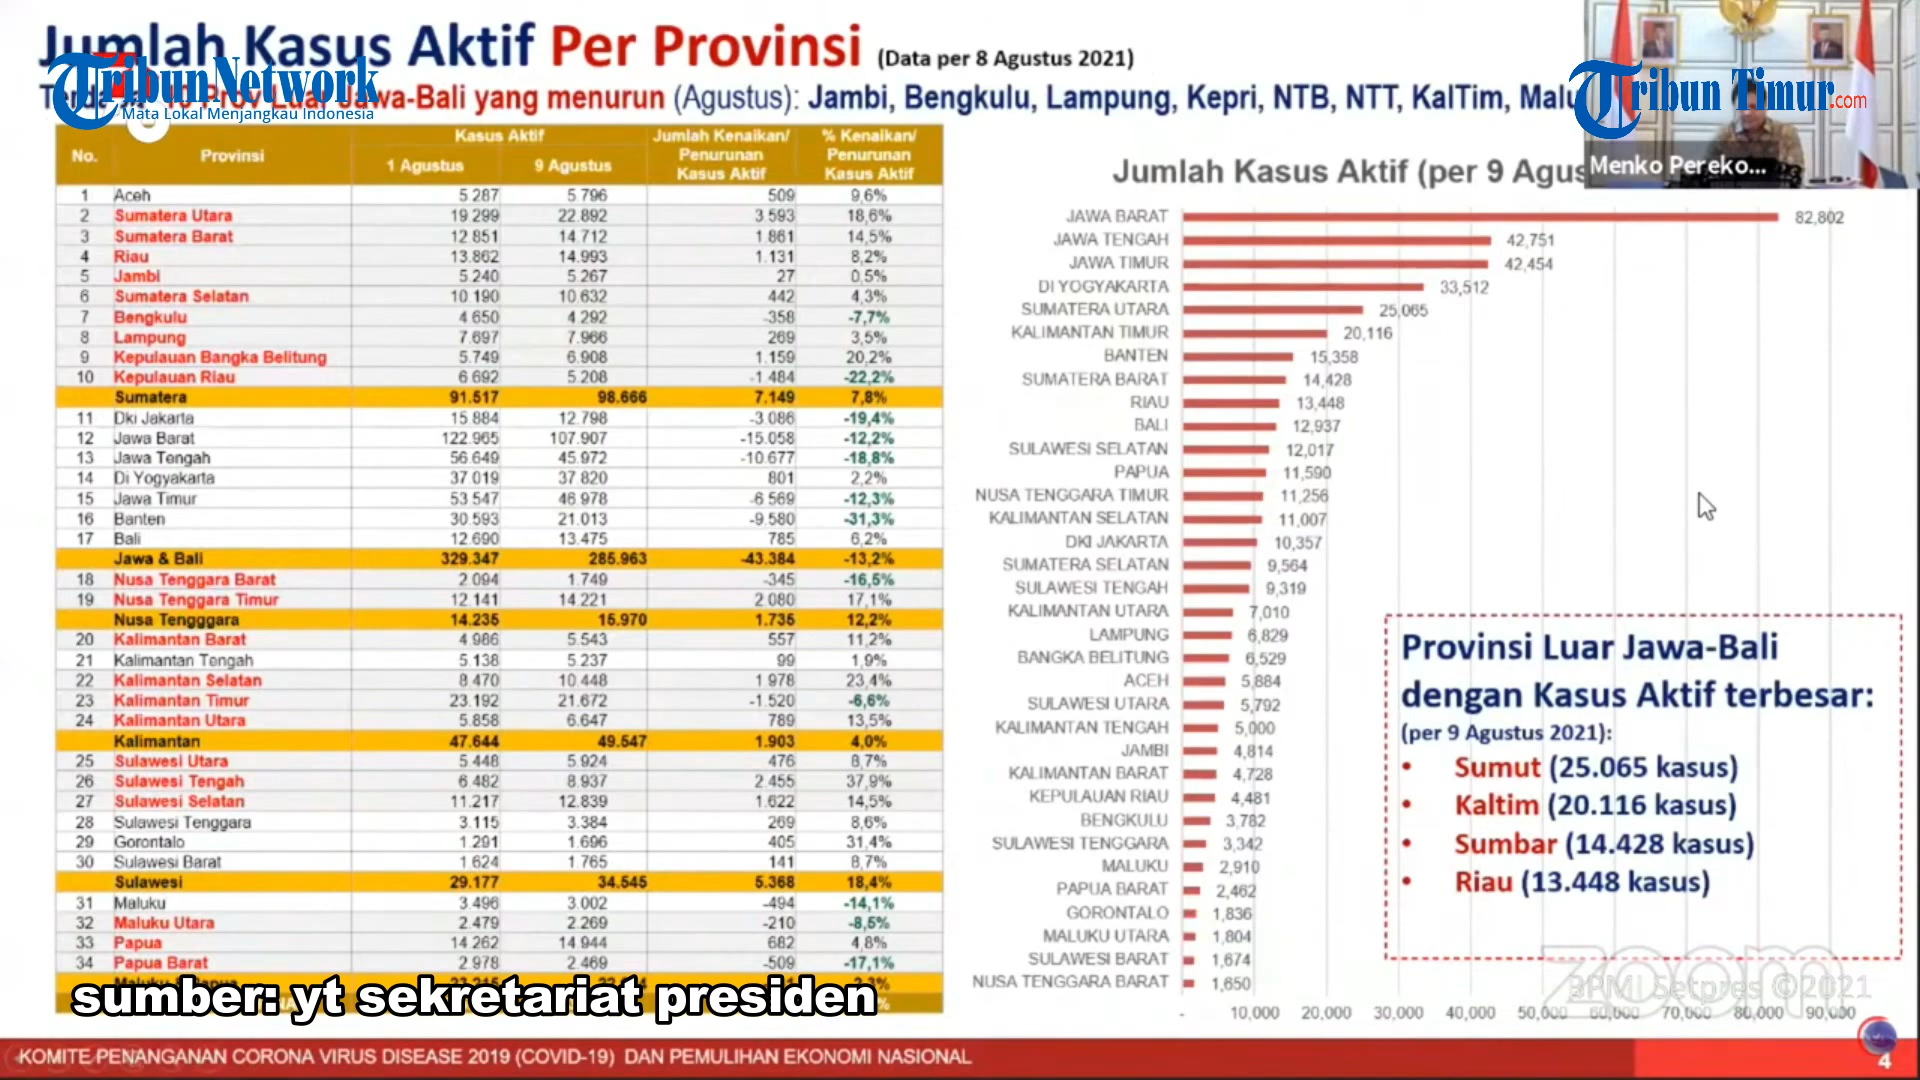 Jumlah Kasus Aktif Per Provinsi (Data per 8 Agustus 2021)
TribunNetwork
Mata Lokal Menjangkau Indonesia
10 Prov Luar Jawa-Bali yang menurun (Agustus): Jambi, Bengkulu, Lampung, Kepri, NTB, NTT, KalTim,
Tribun Timur.com
Menko Pereko...
No. Provinsi Kasus Aktif Jumlah Kenaikan/ Penurunan Kasus Aktif % Kenaikan/ Penurunan Kasus Aktif
1 Agustus 9 Agustus
1 Aceh 5.287 5.796 509 9,6%
2 Sumatera Utara 19.299 22.892 3.593 18,6%
3 Sumatera Barat 12.851 14.712 1.861 14,5%
4 Riau 13.862 14.993 1.131 8,2%
5 Jambi 5.240 5.267 27 0,5%
6 Sumatera Selatan 10.190 10.632 442 4,3%
7 Bengkulu 4.650 4.292 -358 -7,7%
8 Lampung 7.697 7.966 269 3,5%
9 Kepulauan Bangka Belitung 5.749 6.908 1.159 20,2%
10 Kepulauan Riau 6.692 5.208 -1.484 -22,2%
Sumatera 91.517 98.666 7.149 7,8%
11 Dki Jakarta 15.884 12.798 -3.086 -19,4%
12 Jawa Barat 122.965 107.907 -15.058 -12,2%
13 Jawa Tengah 56.649 45.972 -10.677 -18,8%
14 Di Yogyakarta 37.019 37.820 801 2,2%
15 Jawa Timur 53.547 46.978 -6.569 -12,3%
16 Banten 30.593 21.013 -9.580 -31,3%
17 Bali 12.690 13.475 785 6,2%
Jawa & Bali 329.347 285.963 -43.384 -13,2%
18 Nusa Tenggara Barat 2.094 1.749 -345 -16,5%
19 Nusa Tenggara Timur 12.141 14.221 2.080 17,1%
Nusa Tengggara 14.235 15.970 1.735 12,2%
20 Kalimantan Barat 4.986 5.543 557 11,2%
21 Kalimantan Tengah 5.138 5.237 99 1,9%
22 Kalimantan Selatan 8.470 10.448 1.978 23,4%
23 Kalimantan Timur 23.192 21.672 -1.520 -6,6%
24 Kalimantan Utara 5.858 6.647 789 13,5%
Kalimantan 47.644 49.547 1.903 4,0%
25 Sulawesi Utara 5.448 5.924 476 8,7%
26 Sulawesi Tengah 6.482 8.937 2.455 37,9%
27 Sulawesi Selatan 11.217 12.839 1.622 14,5%
28 Sulawesi Tenggara 3.115 3.384 269 8,6%
29 Gorontalo 1.291 1.696 405 31,4%
30 Sulawesi Barat 1.624 1.765 141 8,7%
Sulawesi 29.177 34.545 5.368 18,4%
31 Maluku 3.496 3.002 -494 -14,1%
32 Maluku Utara 2.479 2.269 -210 -8,5%
33 Papua 14.262 14.944 682 4,8%
34 Papua Barat 2.978 2.469 -509 -17,1%
sumber: yt sekretariat presiden
Jumlah Kasus Aktif (per 9 Agus
JAWA BARAT 82,802
JAWA TENGAH 42,751
JAWA TIMUR 42,454
DI YOGYAKARTA 33,512
SUMATERA UTARA 25,065
KALIMANTAN TIMUR 20,116
BANTEN 15,358
SUMATERA BARAT 14,428
RIAU 13,448
BALI 12,937
SULAWESI SELATAN 12,017
PAPUA 11,590
NUSA TENGGARA TIMUR 11,256
KALIMANTAN SELATAN 11,007
DKI JAKARTA 10,357
SUMATERA SELATAN 9,564
SULAWESI TENGAH 9,319
KALIMANTAN UTARA 7,010
LAMPUNG 6,829
BANGKA BELITUNG 6,529
ACEH 5,884
SULAWESI UTARA 5,792
KALIMANTAN TENGAH 5,000
JAMBI 4,814
KALIMANTAN BARAT 4,728
KEPULAUAN RIAU 4,481
BENGKULU 3,782
SULAWESI TENGGARA 3,342
MALUKU 2,910
PAPUA BARAT 2,462
GORONTALO 1,836
MALUKU UTARA 1,804
SULAWESI BARAT 1,674
NUSA TENGGARA BARAT 1,650
- 10,000 20,000 30,000 40,000 50,000 60,000 70,000 80,000 90,000
Provinsi Luar Jawa-Bali
dengan Kasus Aktif terbesar:
(per 9 Agustus 2021):
• Sumut (25.065 kasus)
• Kaltim (20.116 kasus)
• Sumbar (14.428 kasus)
• Riau (13.448 kasus)
zoom
BPMI Setpres ©2021
KOMITE PENANGANAN CORONA VIRUS DISEASE 2019 (COVID-19) DAN PEMULIHAN EKONOMI NASIONAL
4